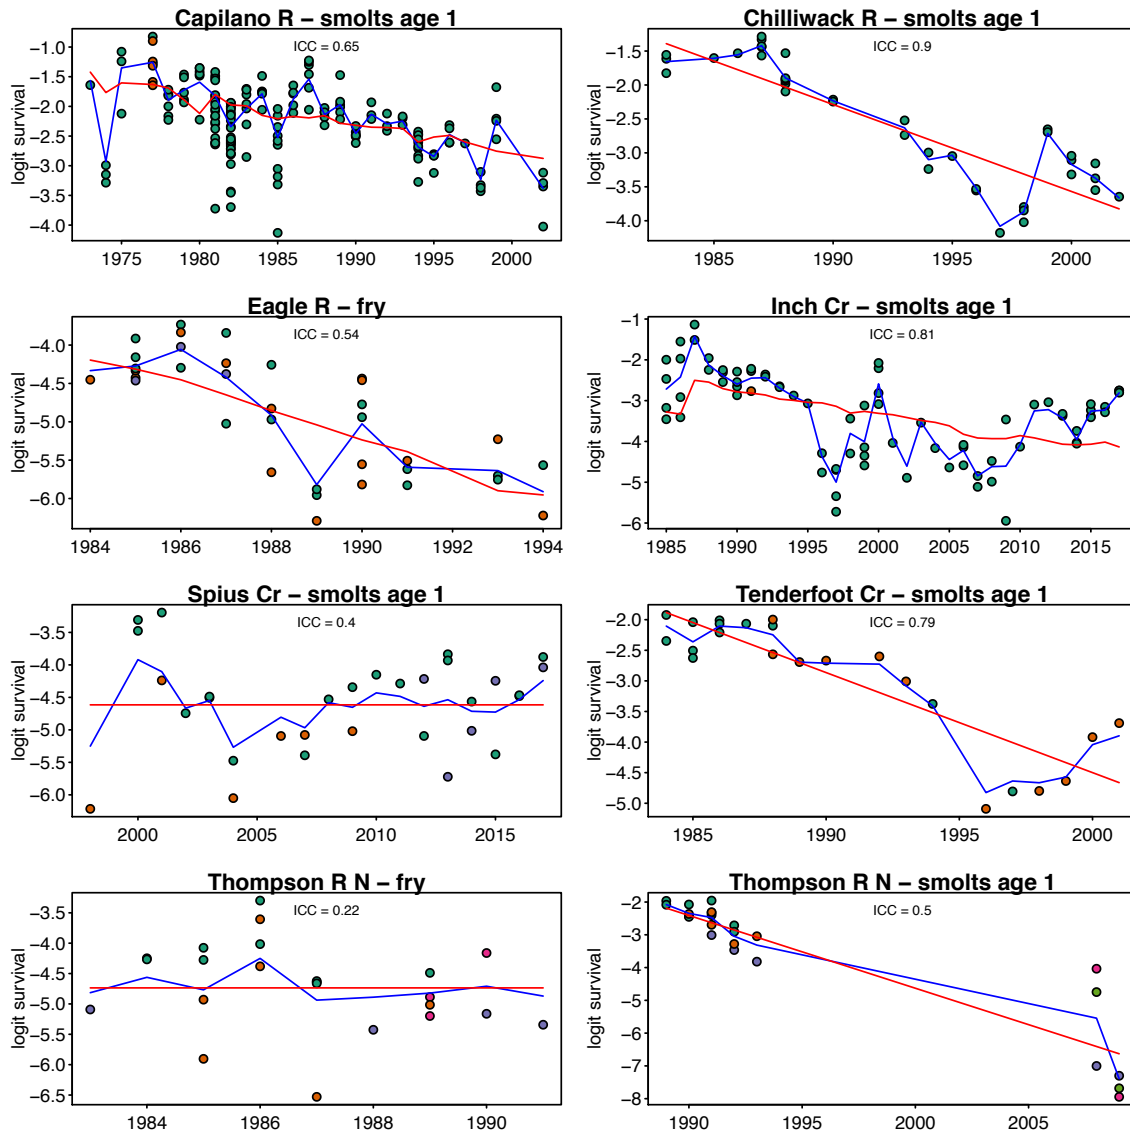 Capilano R – smolts age 1
ICC = 0.65
logit survival
−1.0
−1.5
−2.0
−2.5
−3.0
−3.5
−4.0
1975 1980 1985 1990 1995 2000
Chilliwack R – smolts age 1
ICC = 0.9
logit survival
−1.5
−2.0
−2.5
−3.0
−3.5
−4.0
1985 1990 1995 2000
Eagle R – fry
ICC = 0.54
logit survival
−4.0
−4.5
−5.0
−5.5
−6.0
1984 1986 1988 1990 1992 1994
Inch Cr – smolts age 1
ICC = 0.81
logit survival
−1
−2
−3
−4
−5
−6
1985 1990 1995 2000 2005 2010 2015
Spius Cr – smolts age 1
ICC = 0.4
logit survival
−3.5
−4.0
−4.5
−5.0
−5.5
−6.0
2000 2005 2010 2015
Tenderfoot Cr – smolts age 1
ICC = 0.79
logit survival
−2.0
−2.5
−3.0
−3.5
−4.0
−4.5
−5.0
1985 1990 1995 2000
Thompson R N – fry
ICC = 0.22
logit survival
−3.5
−4.0
−4.5
−5.0
−5.5
−6.0
−6.5
1984 1986 1988 1990
Thompson R N – smolts age 1
ICC = 0.5
logit survival
−2
−3
−4
−5
−6
−7
−8
1990 1995 2000 2005